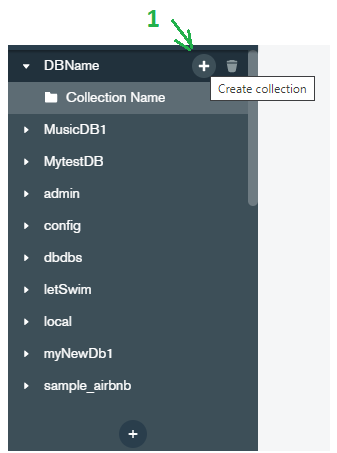 1
DBName
Create collection
Collection Name
MusicDB1
MytestDB
admin
config
dbdbs
letSwim
local
myNewDb1
sample_airbnb